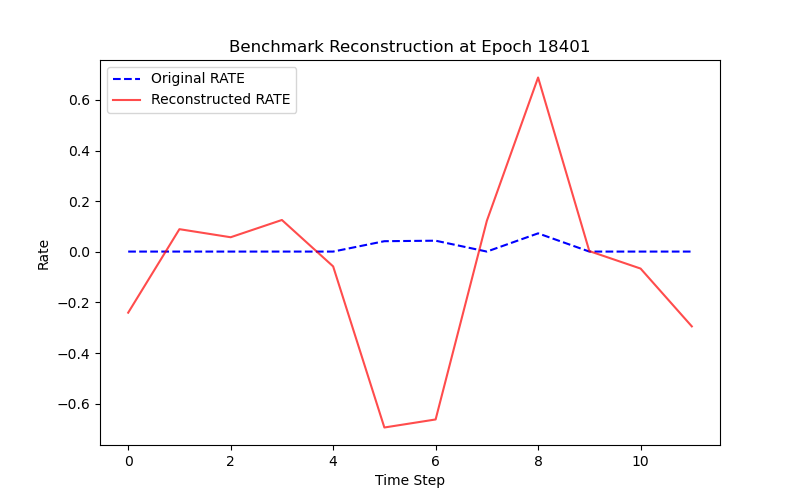 Benchmark Reconstruction at Epoch 18401
Original RATE
Reconstructed RATE
Rate
0.6
0.4
0.2
0.0
−0.2
−0.4
−0.6
0 2 4 6 8 10
Time Step